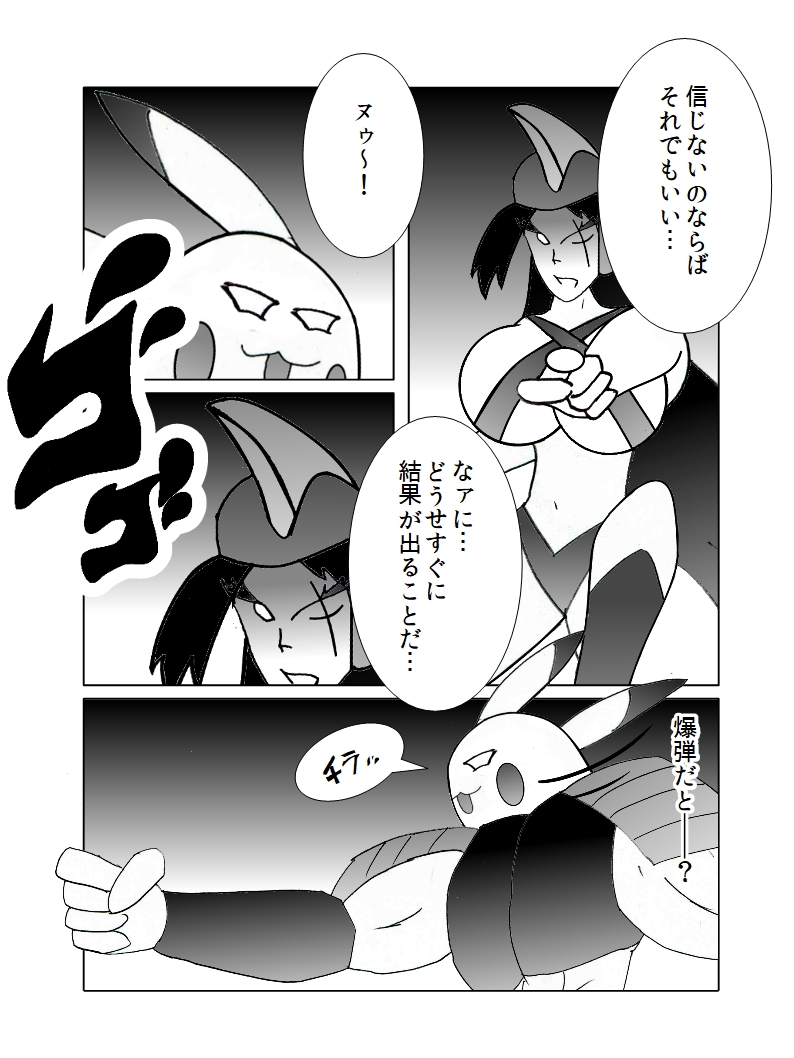 信じないのならば
それでもいい…
ヌゥ～！
ゴゴ
なァに…
どうせすぐに
結果が出ることだ…
爆弾だと――？
チラッ